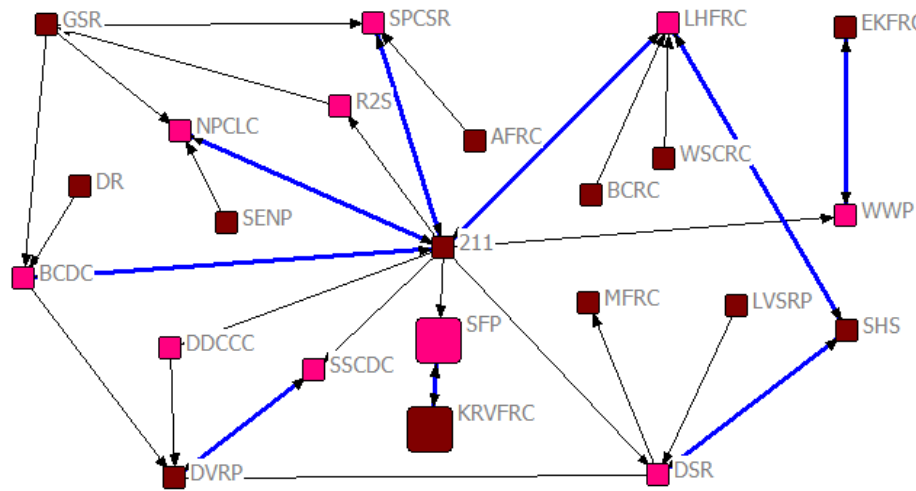 GSR
SPCSR
LHFRC
EKFRC
R2S
NPCLC
AFRC
WSCRC
BCRC
DR
SENP
WWP
211
BCDC
MFRC
LVSRP
SFP
SHS
DDCCC
SSCDC
KRVFRC
DVRP
DSR